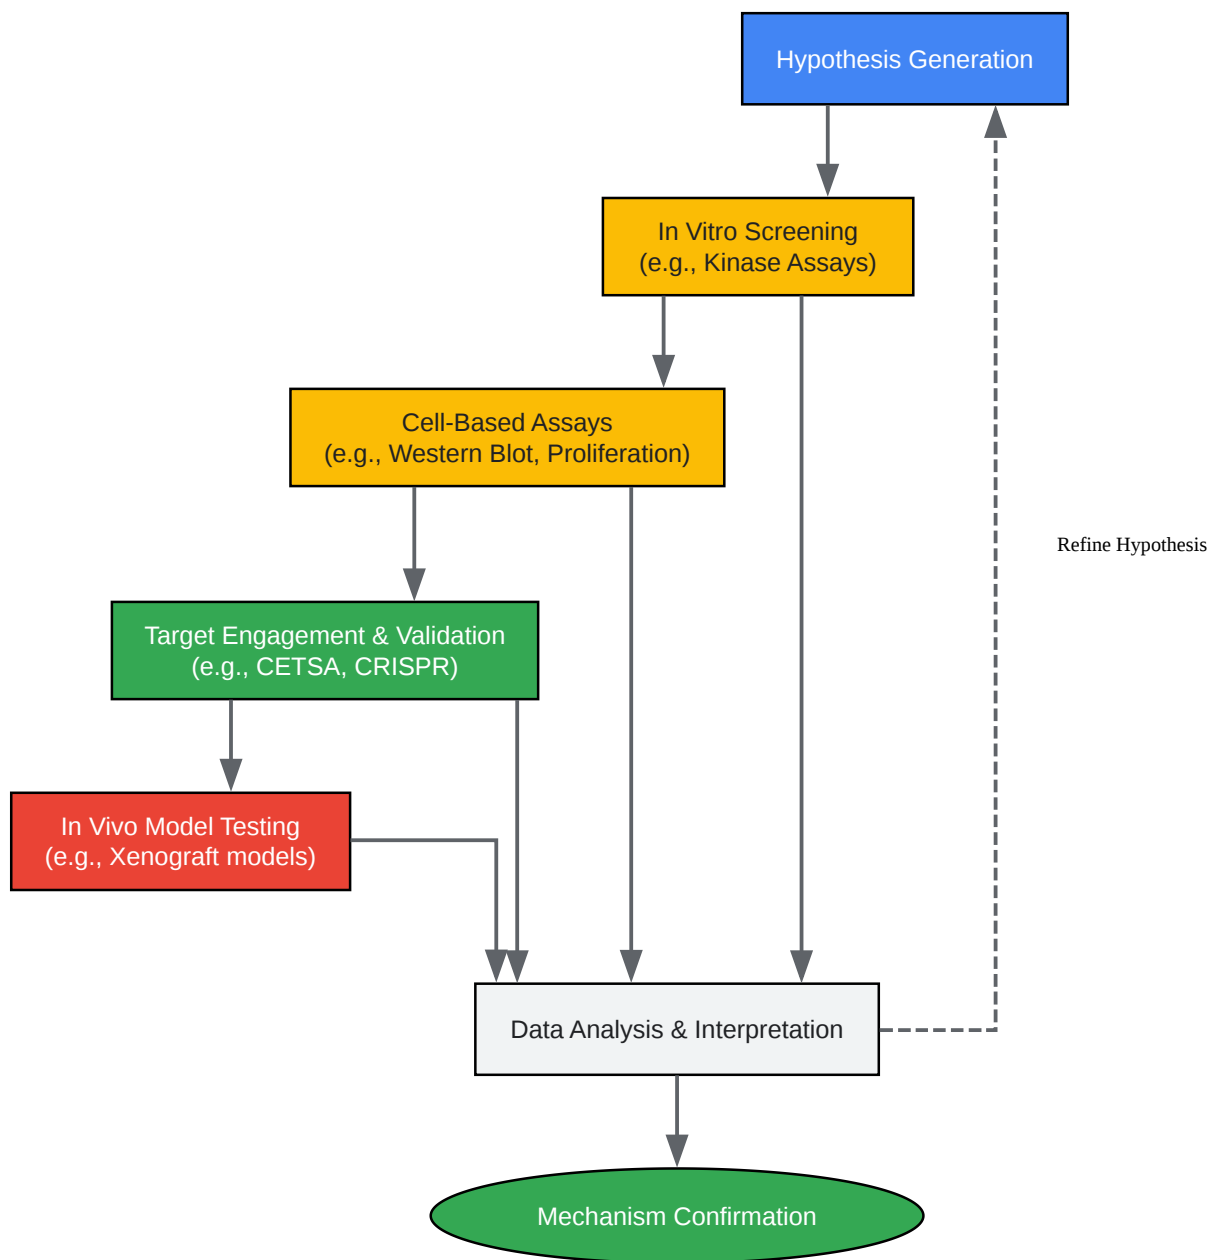 Hypothesis Generation
In Vitro Screening
(e.g., Kinase Assays)
Cell-Based Assays
(e.g., Western Blot, Proliferation)
Refine Hypothesis
Target Engagement & Validation
(e.g., CETSA, CRISPR)
In Vivo Model Testing
(e.g., Xenograft models)
Data Analysis & Interpretation
Mechanism Confirmation